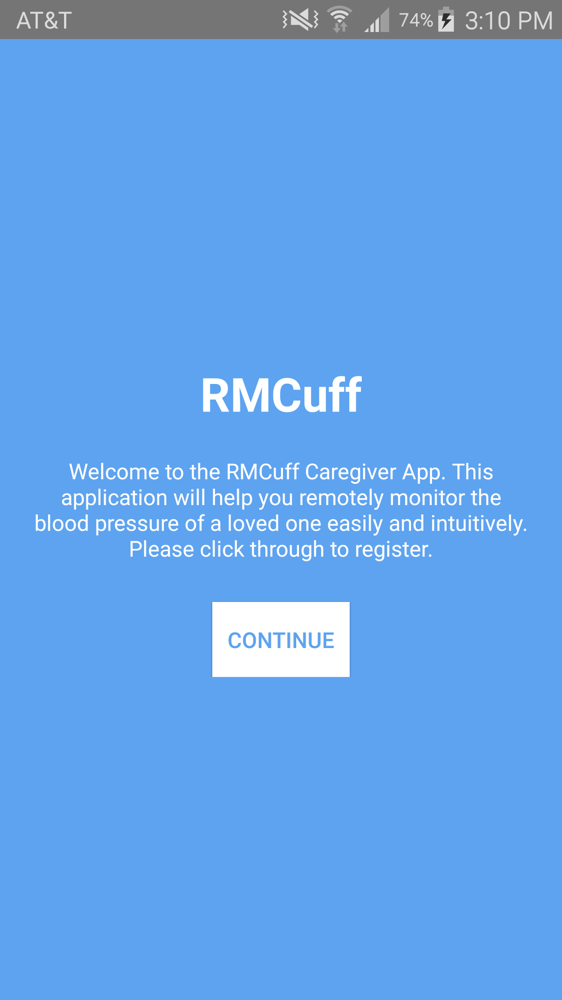 AT&T 74% 3:10 PM
RMCuff
Welcome to the RMCuff Caregiver App. This
application will help you remotely monitor the
blood pressure of a loved one easily and intuitively.
Please click through to register.
CONTINUE